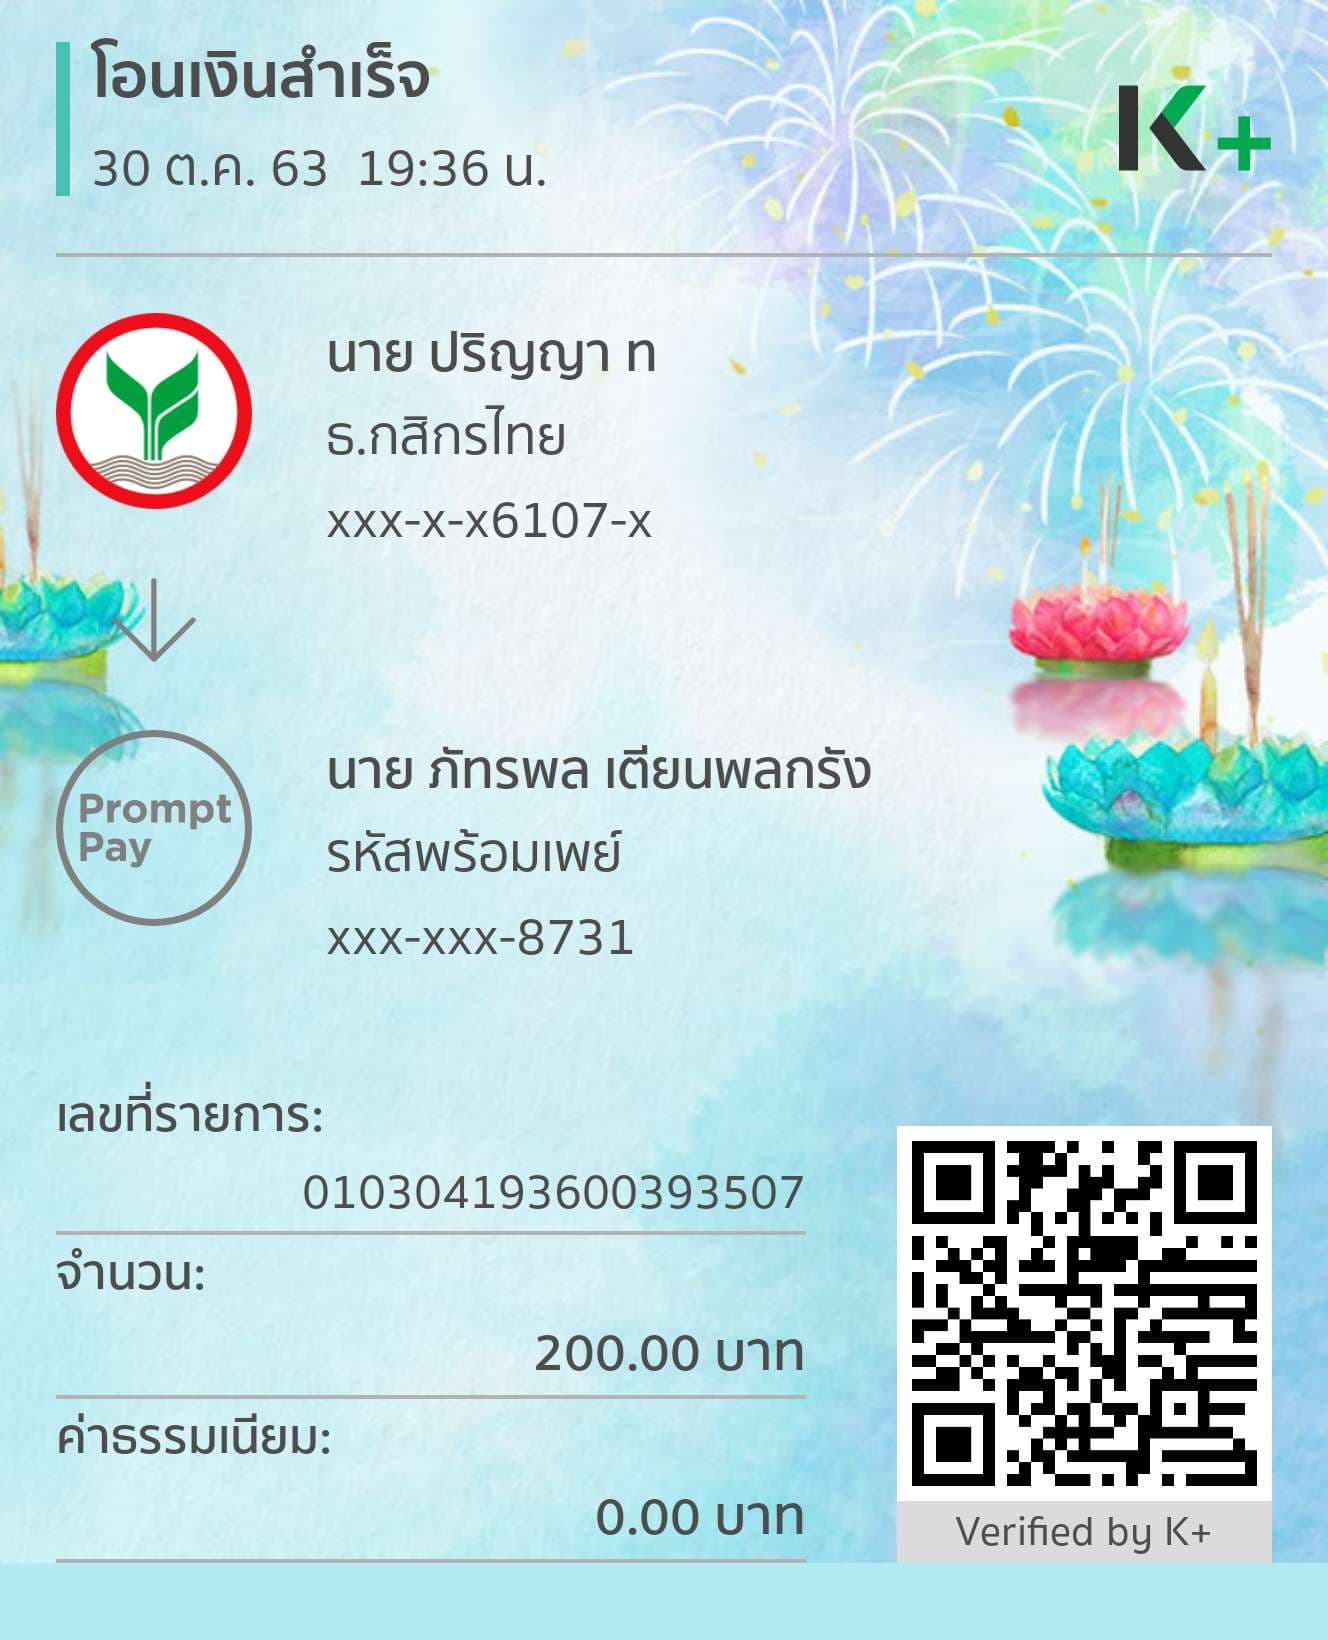 โอนเงินสำเร็จ
30 ต.ค. 63 19:36 น.
K+
นาย ปริญญา ท
ธ.กสิกรไทย
xxx-x-x6107-x
Prompt
Pay
นาย ภัทรพล เตียนพลกรัง
รหัสพร้อมเพย์
xxx-xxx-8731
เลขที่รายการ:
010304193600393507
จำนวน:
200.00 บาท
ค่าธรรมเนียม:
0.00 บาท
Verified by K+